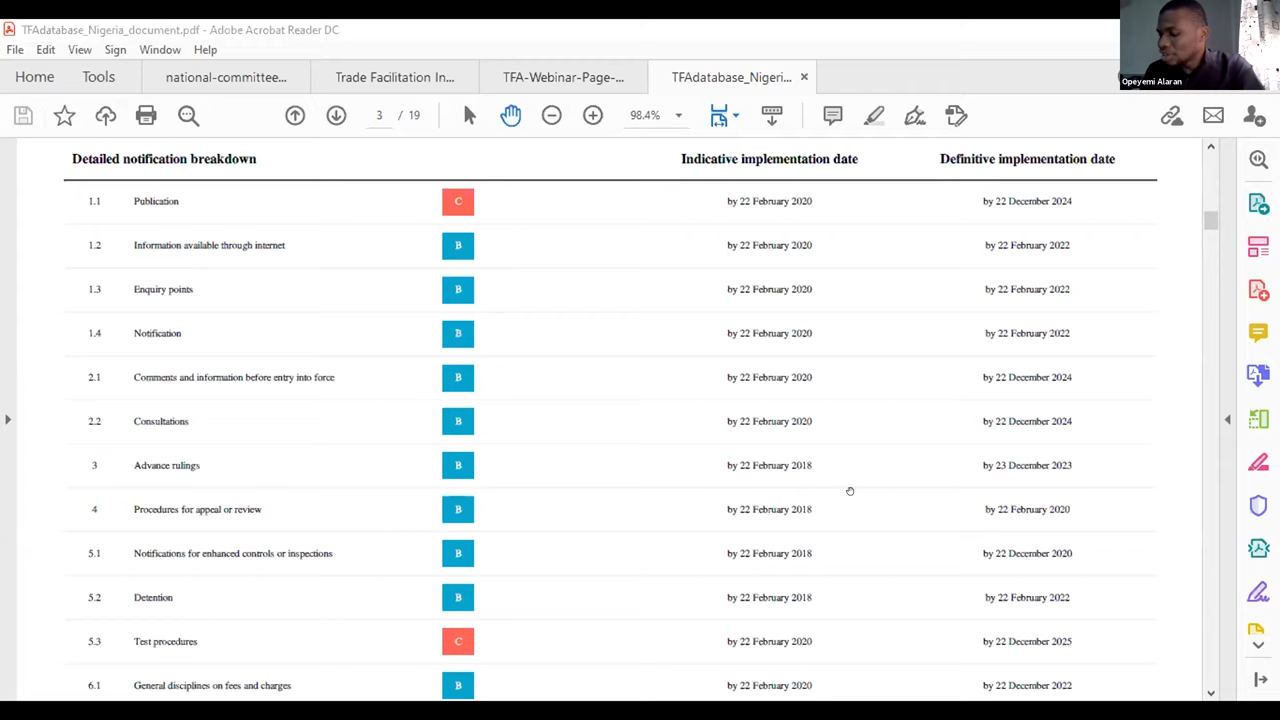 TFAdatabase_Nigeria_document.pdf - Adobe Acrobat Reader DC
File Edit View Sign Window Help
Opeyemi Alaran
Home Tools national-committee... Trade Facilitation In... TFA-Webinar-Page-... TFAdatabase_Nigeri... ×
3 / 19 98.4%
Detailed notification breakdown Indicative implementation date Definitive implementation date
1.1 Publication C by 22 February 2020 by 22 December 2024
1.2 Information available through internet B by 22 February 2020 by 22 February 2022
1.3 Enquiry points B by 22 February 2020 by 22 February 2022
1.4 Notification B by 22 February 2020 by 22 February 2022
2.1 Comments and information before entry into force B by 22 February 2020 by 22 December 2024
2.2 Consultations B by 22 February 2020 by 22 December 2024
3 Advance rulings B by 22 February 2018 by 23 December 2023
4 Procedures for appeal or review B by 22 February 2018 by 22 February 2020
5.1 Notifications for enhanced controls or inspections B by 22 February 2018 by 22 December 2020
5.2 Detention B by 22 February 2018 by 22 February 2022
5.3 Test procedures C by 22 February 2020 by 22 December 2025
6.1 General disciplines on fees and charges B by 22 February 2020 by 22 December 2022